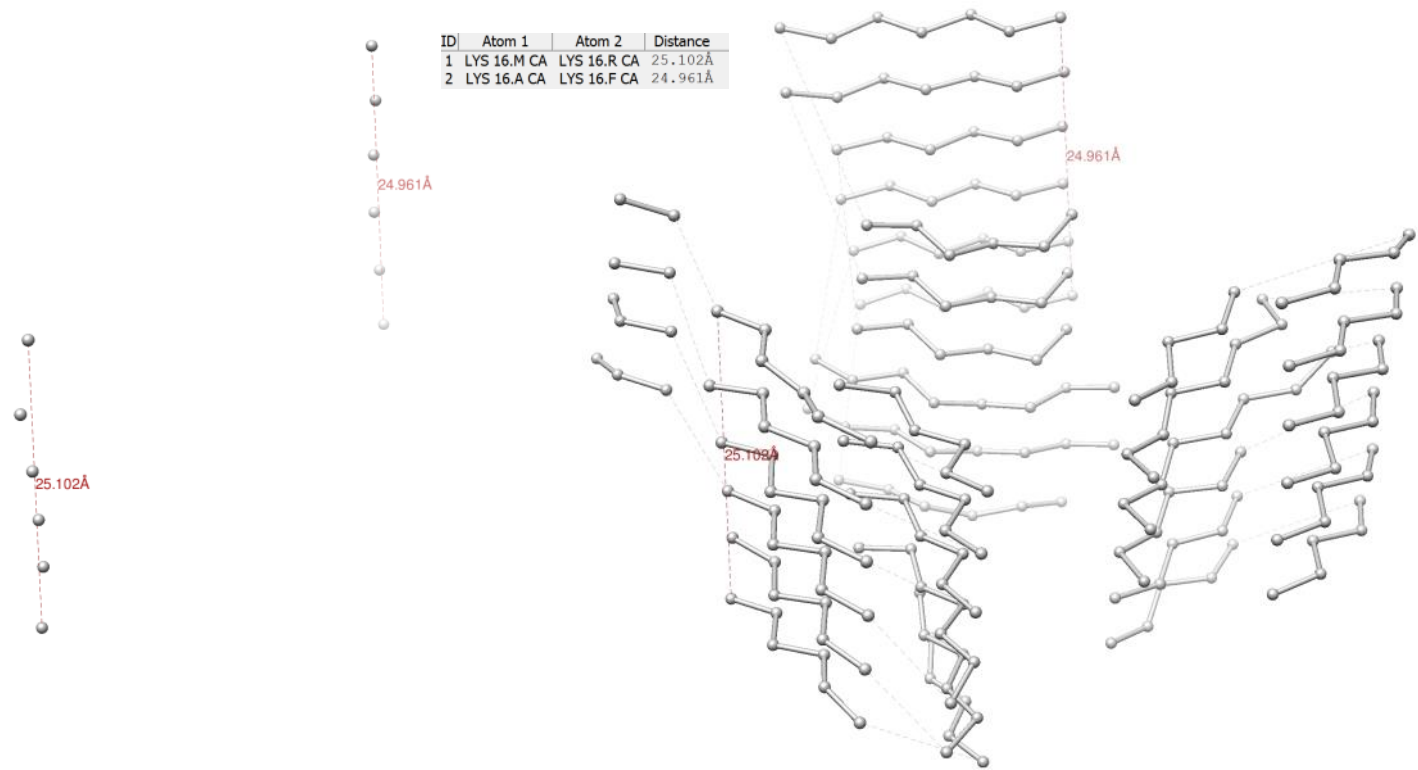 ID Atom 1 Atom 2 Distance
1 LYS 16.M CA LYS 16.R CA 25.102Å
2 LYS 16.A CA LYS 16.F CA 24.961Å
24.961Å
24.961Å
25.102Å
25.102Å